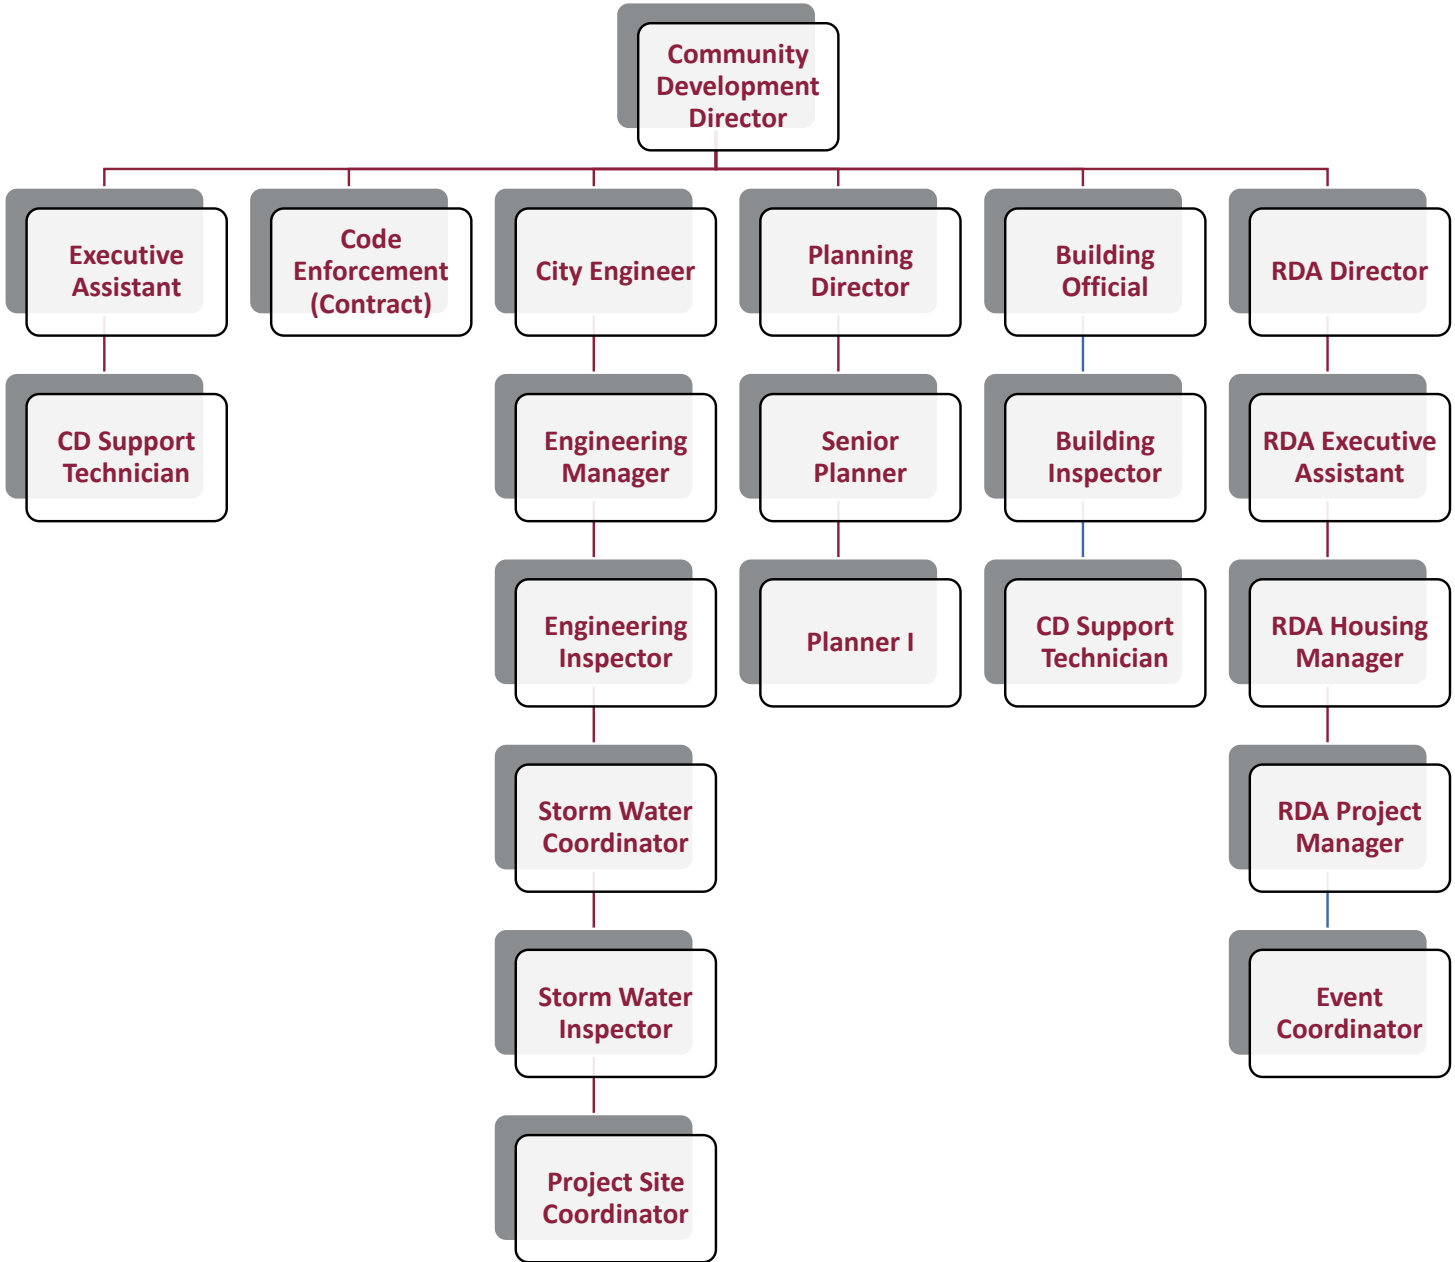 Community
Development
Director
Executive
Assistant
Code
Enforcement
(Contract)
City Engineer
Planning
Director
Building
Official
RDA Director
CD Support
Technician
Engineering
Manager
Senior
Planner
Building
Inspector
RDA Executive
Assistant
Engineering
Inspector
Planner I
CD Support
Technician
RDA Housing
Manager
Storm Water
Coordinator
RDA Project
Manager
Storm Water
Inspector
Event
Coordinator
Project Site
Coordinator